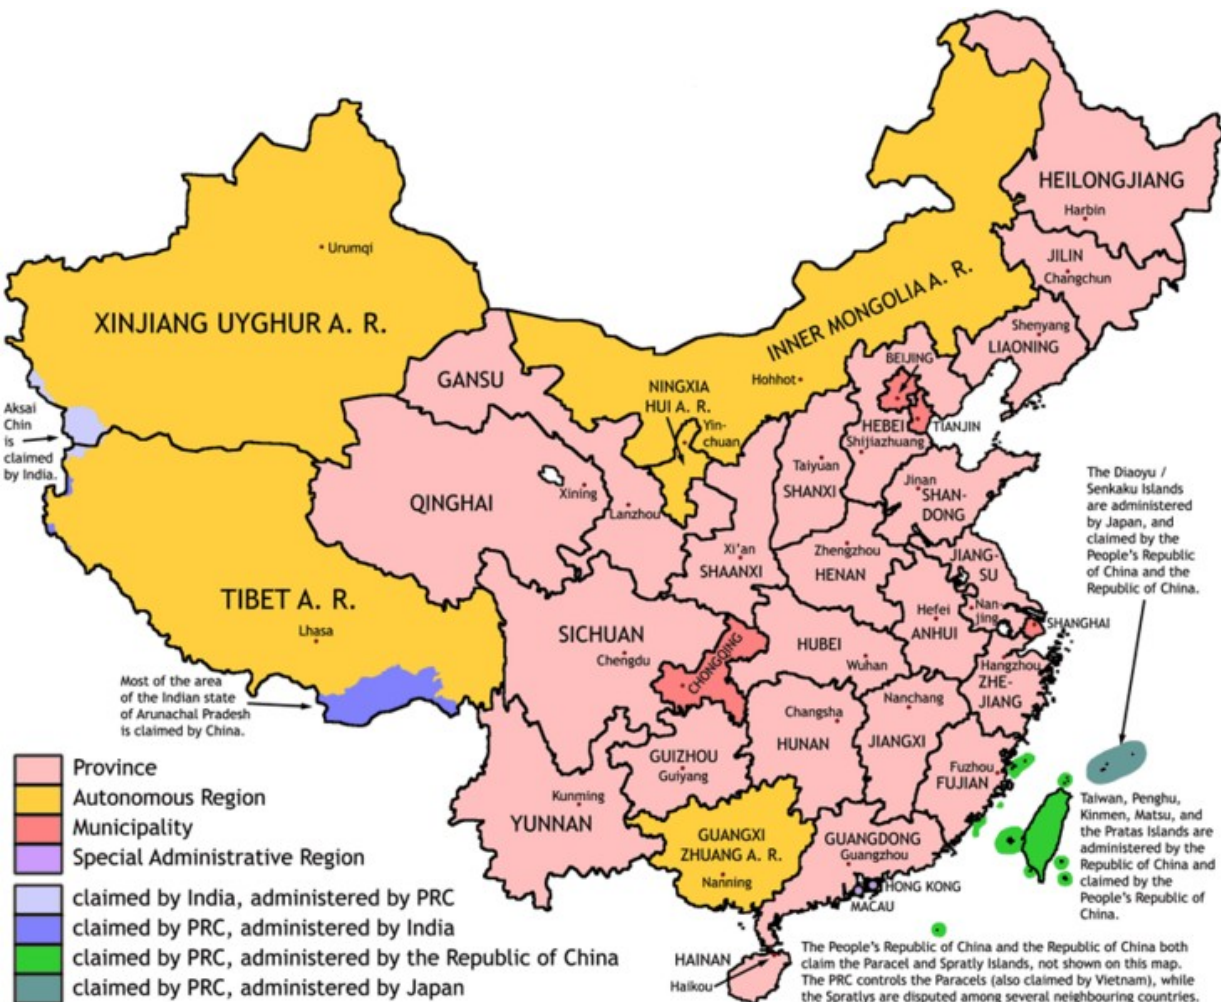 HEILONGJIANG
Harbin
JILIN
Changchun
Urumqi
XINJIANG UYGHUR A. R.
INNER MONGOLIA A. R.
Shenyang
LIAONING
BEIJING
GANSU
Hohhot
NINGXIA
HUI A. R.
Yin-
chuan
HEBEI
TIANJIN
Shijiazhuang
Aksai
Chin
is
claimed
by India.
Taiyuan
SHANXI
Jinan
SHAN-
DONG
The Diaoyu /
Senkaku Islands
are administered
by Japan, and
claimed by the
People's Republic
of China and the
Republic of China.
QINGHAI
Xining
Lanzhou
Xi'an
SHAANXI
Zhengzhou
HENAN
JIANG-
SU
TIBET A. R.
Lhasa
SICHUAN
Chengdu
CHONGQING
HUBEI
Wuhan
Hefei
ANHUI
Nan-
jing
SHANGHAI
Hangzhou
ZHE-
JIANG
Most of the area
of the Indian state
of Arunachal Pradesh
is claimed by China.
Changsha
HUNAN
Nanchang
JIANGXI
GUIZHOU
Guiyang
Fuzhou
FUJIAN
Kunming
YUNNAN
GUANGXI
ZHUANG A. R.
Nanning
GUANGDONG
Guangzhou
HONG KONG
MACAU
Taiwan, Penghu,
Kinmen, Matsu, and
the Pratas Islands are
administered by the
Republic of China and
claimed by the
People's Republic of
China.
HAINAN
Haikou
The People's Republic of China and the Republic of China both
claim the Paracel and Spratly Islands, not shown on this map.
The PRC controls the Paracels (also claimed by Vietnam), while
the Spratlys are disputed among several neighbouring countries.
Province
Autonomous Region
Municipality
Special Administrative Region
claimed by India, administered by PRC
claimed by PRC, administered by India
claimed by PRC, administered by the Republic of China
claimed by PRC, administered by Japan